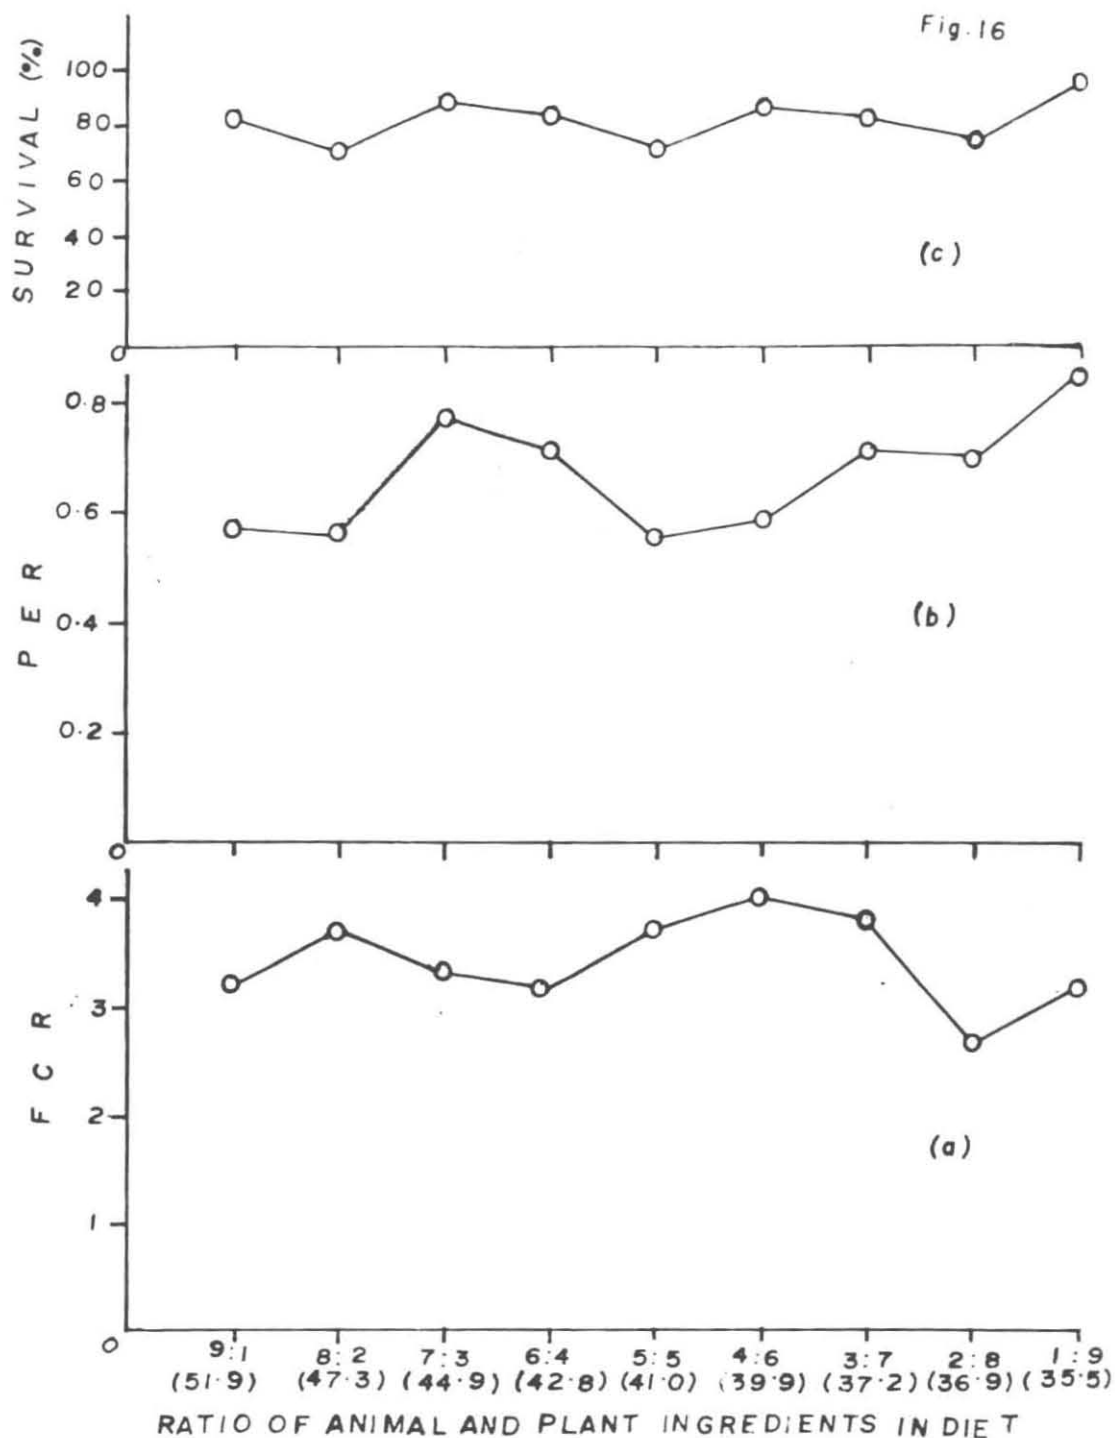 Fig.16
SURVIVAL (%)
100
80
60
40
20
0
(c)
PER
0.8
0.6
0.4
0.2
0
(b)
FCR
4
3
2
1
0
(a)
9:1 8:2 7:3 6:4 5:5 4:6 3:7 2:8 1:9
(51.9) (47.3) (44.9) (42.8) (41.0) (39.9) (37.2) (36.9) (35.5)
RATIO OF ANIMAL AND PLANT INGREDIENTS IN DIET